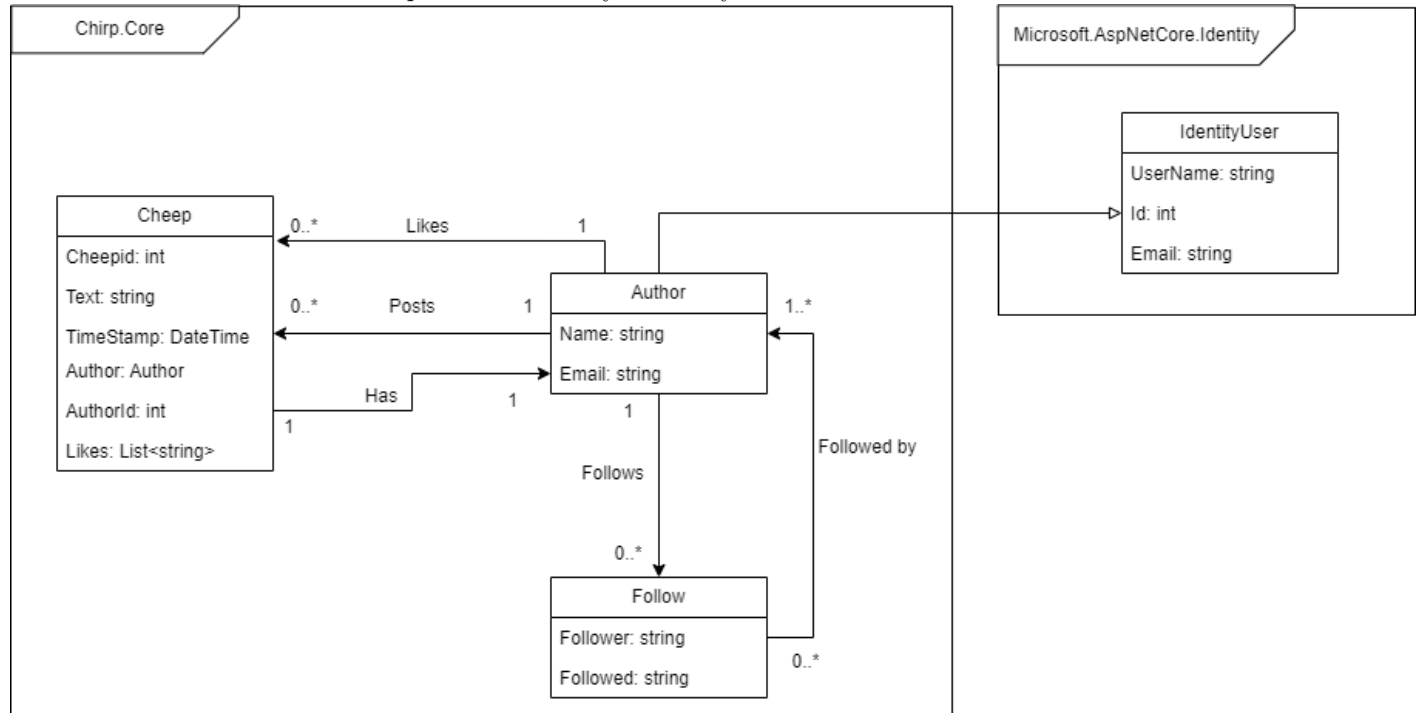 Chirp.Core
Microsoft.AspNetCore.Identity
IdentityUser
UserName: string
Id: int
Email: string
Cheep
Cheepid: int
Text: string
TimeStamp: DateTime
Author: Author
AuthorId: int
Likes: List<string>
0..*
Likes
1
0..*
Posts
1
Has
1
1
Author
Name: string
Email: string
1..*
1
Follows
0..*
Followed by
0..*
Follow
Follower: string
Followed: string